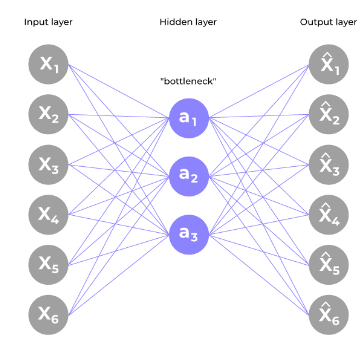 Input layer
Hidden layer
Output layer
"bottleneck"
x₁
x₂
x₃
x₄
x₅
x₆
a₁
a₂
a₃
x̂₁
x̂₂
x̂₃
x̂₄
x̂₅
x̂₆